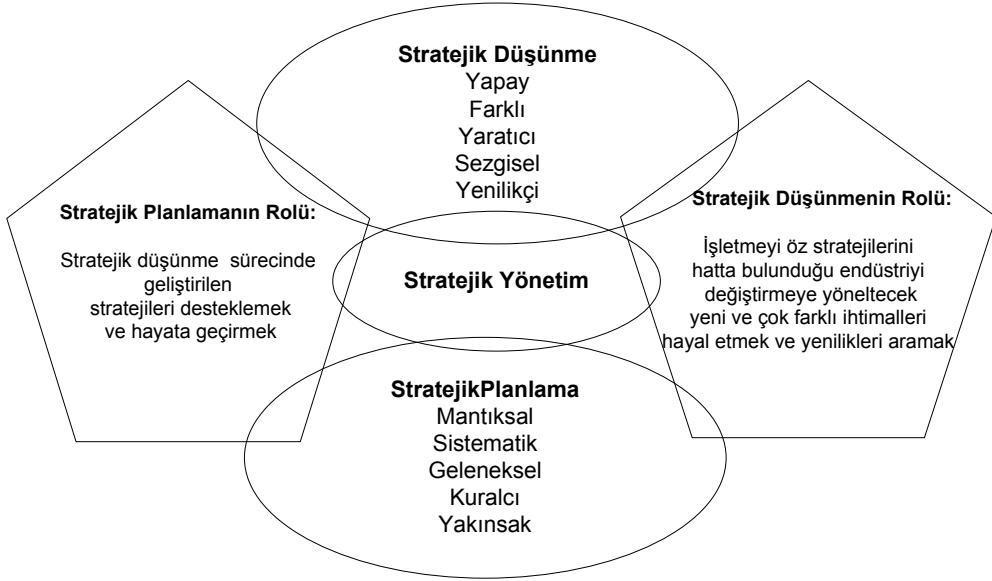 Stratejik Düşünme
Yapay
Farklı
Yaratıcı
Sezgisel
Yenilikçi
Stratejik Planlamanın Rolü:
Stratejik düşünme sürecinde
geliştirilen
stratejileri desteklemek
ve hayata geçirmek
Stratejik Yönetim
Stratejik Düşünmenin Rolü:
İşletmeyi öz stratejilerini
hatta bulunduğu endüstriyi
değiştirmeye yöneltecek
yeni ve çok farklı ihtimalleri
hayal etmek ve yenilikleri aramak
StratejikPlanlama
Mantıksal
Sistematik
Geleneksel
Kuralcı
Yakınsak